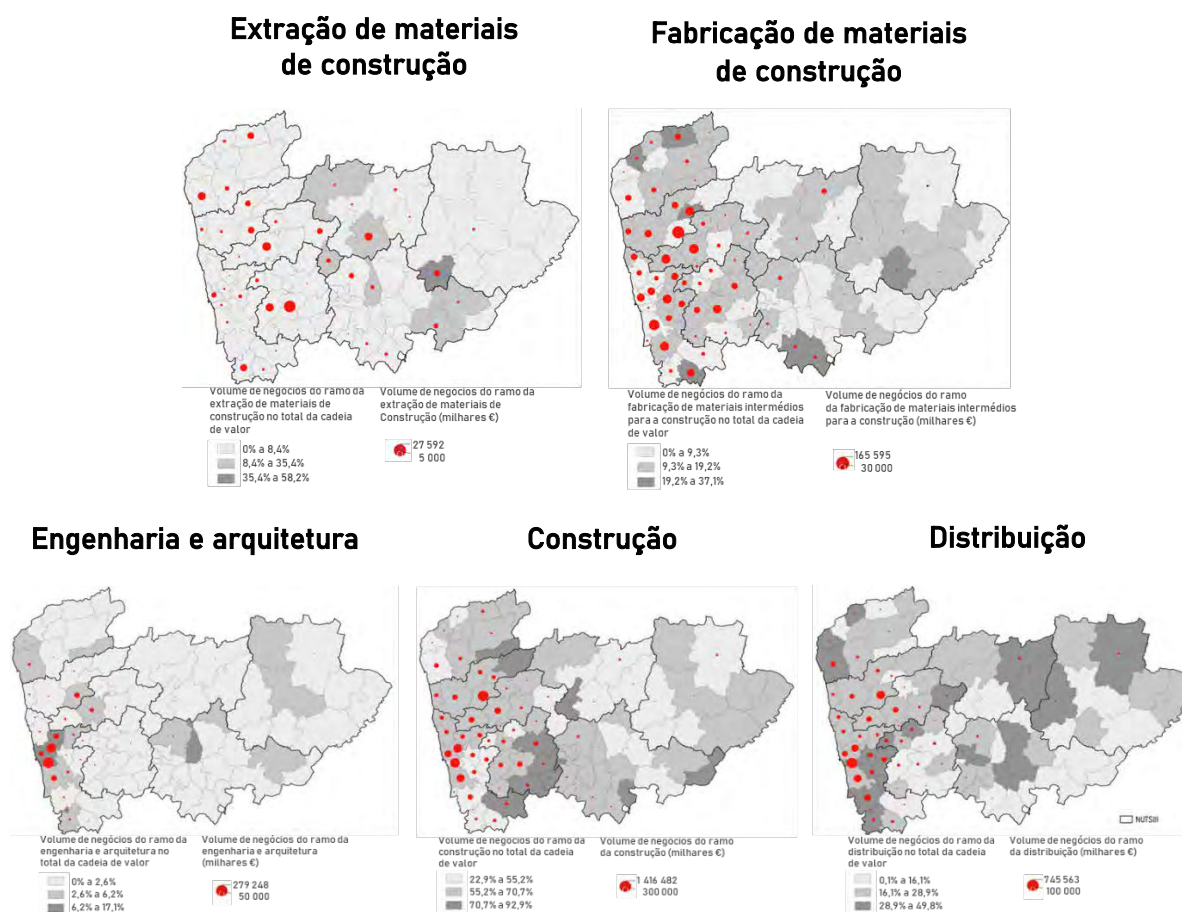 Extração de materiais
de construção
Fabricação de materiais
de construção
Volume de negócios do ramo da
extração de materiais de
construção no total da cadeia
de valor
0% a 8,4%
8,4% a 35,4%
35,4% a 58,2%
Volume de negócios do ramo da
extração de materiais de
Construção (milhares €)
27 592
5 000
Volume de negócios do ramo da
fabricação de materiais intermédios
para a construção no total da cadeia
de valor
0% a 9,3%
9,3% a 19,2%
19,2% a 37,1%
Volume de negócios do ramo
da fabricação de materiais intermédios
para a construção (milhares €)
165 595
30 000
Engenharia e arquitetura
Construção
Distribuição
Volume de negócios do ramo da
engenharia e arquitetura no
total da cadeia de valor
0% a 2,6%
2,6% a 6,2%
6,2% a 17,1%
Volume de negócios do ramo da
engenharia e arquitetura
(milhares €)
279 248
50 000
Volume de negócios do ramo da
construção no total da cadeia
de valor
22,9% a 55,2%
55,2% a 70,7%
70,7% a 92,9%
Volume de negócios do ramo
da construção (milhares €)
1 416 482
300 000
NUTSIII
Volume de negócios do ramo da
distribuição no total da cadeia
de valor
0,1% a 16,1%
16,1% a 28,9%
28,9% a 49,8%
Volume de negócios do ramo
da distribuição (milhares €)
745 563
100 000